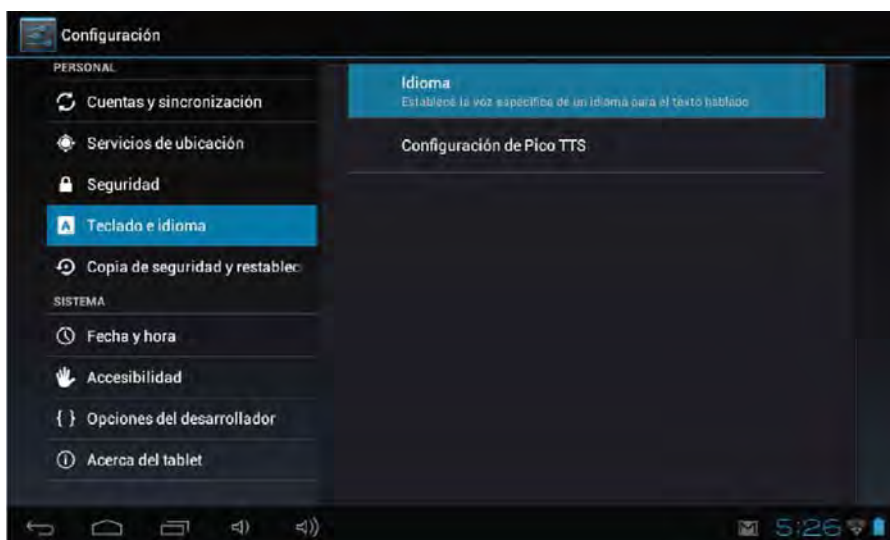 Configuración
PERSONAL
Cuentas y sincronización
Servicios de ubicación
Seguridad
Teclado e idioma
Copia de seguridad y restablec
SISTEMA
Fecha y hora
Accesibilidad
{ } Opciones del desarrollador
Acerca del tablet
Idioma
Establece la voz específica de un idioma para el texto hablado
Configuración de Pico TTS
5:26